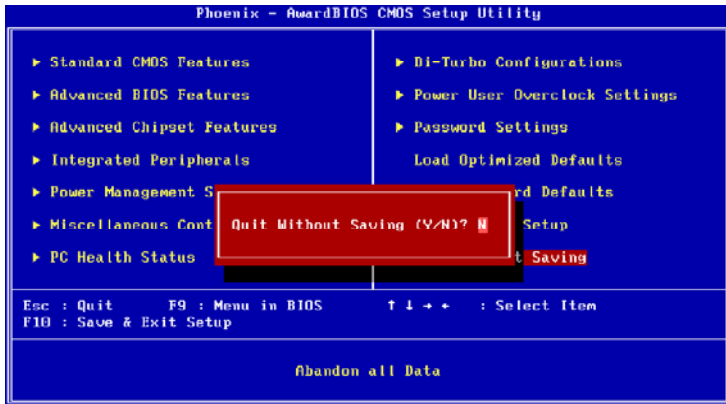 Phoenix - AwardBIOS CMOS Setup Utility
▶ Standard CMOS Features
▶ Advanced BIOS Features
▶ Advanced Chipset Features
▶ Integrated Peripherals
▶ Power Management S
▶ Miscellaneous Cont
▶ PC Health Status
▶ Di-Turbo Configurations
▶ Power User Overclock Settings
▶ Password Settings
Load Optimized Defaults
rd Defaults
Setup
t Saving
Quit Without Saving (Y/N)? N
Esc : Quit F9 : Menu in BIOS ↑ ↓ → ← : Select Item
F10 : Save & Exit Setup
Abandon all Data